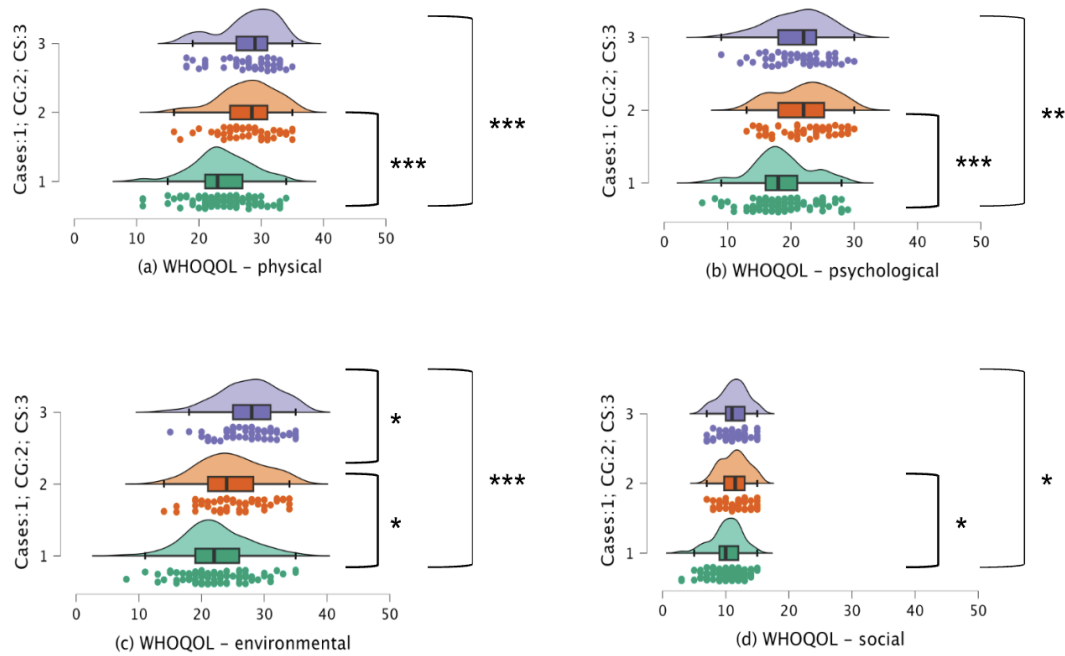 Cases:1; CG:2; CS:3
3
2
1
***
***
0 10 20 30 40 50
(a) WHOQOL – physical
Cases:1; CG:2; CS:3
3
2
1
***
**
0 10 20 30 40 50
(b) WHOQOL – psychological
Cases:1; CG:2; CS:3
3
2
1
*
*
***
0 10 20 30 40 50
(c) WHOQOL – environmental
Cases:1; CG:2; CS:3
3
2
1
*
*
0 10 20 30 40 50
(d) WHOQOL – social